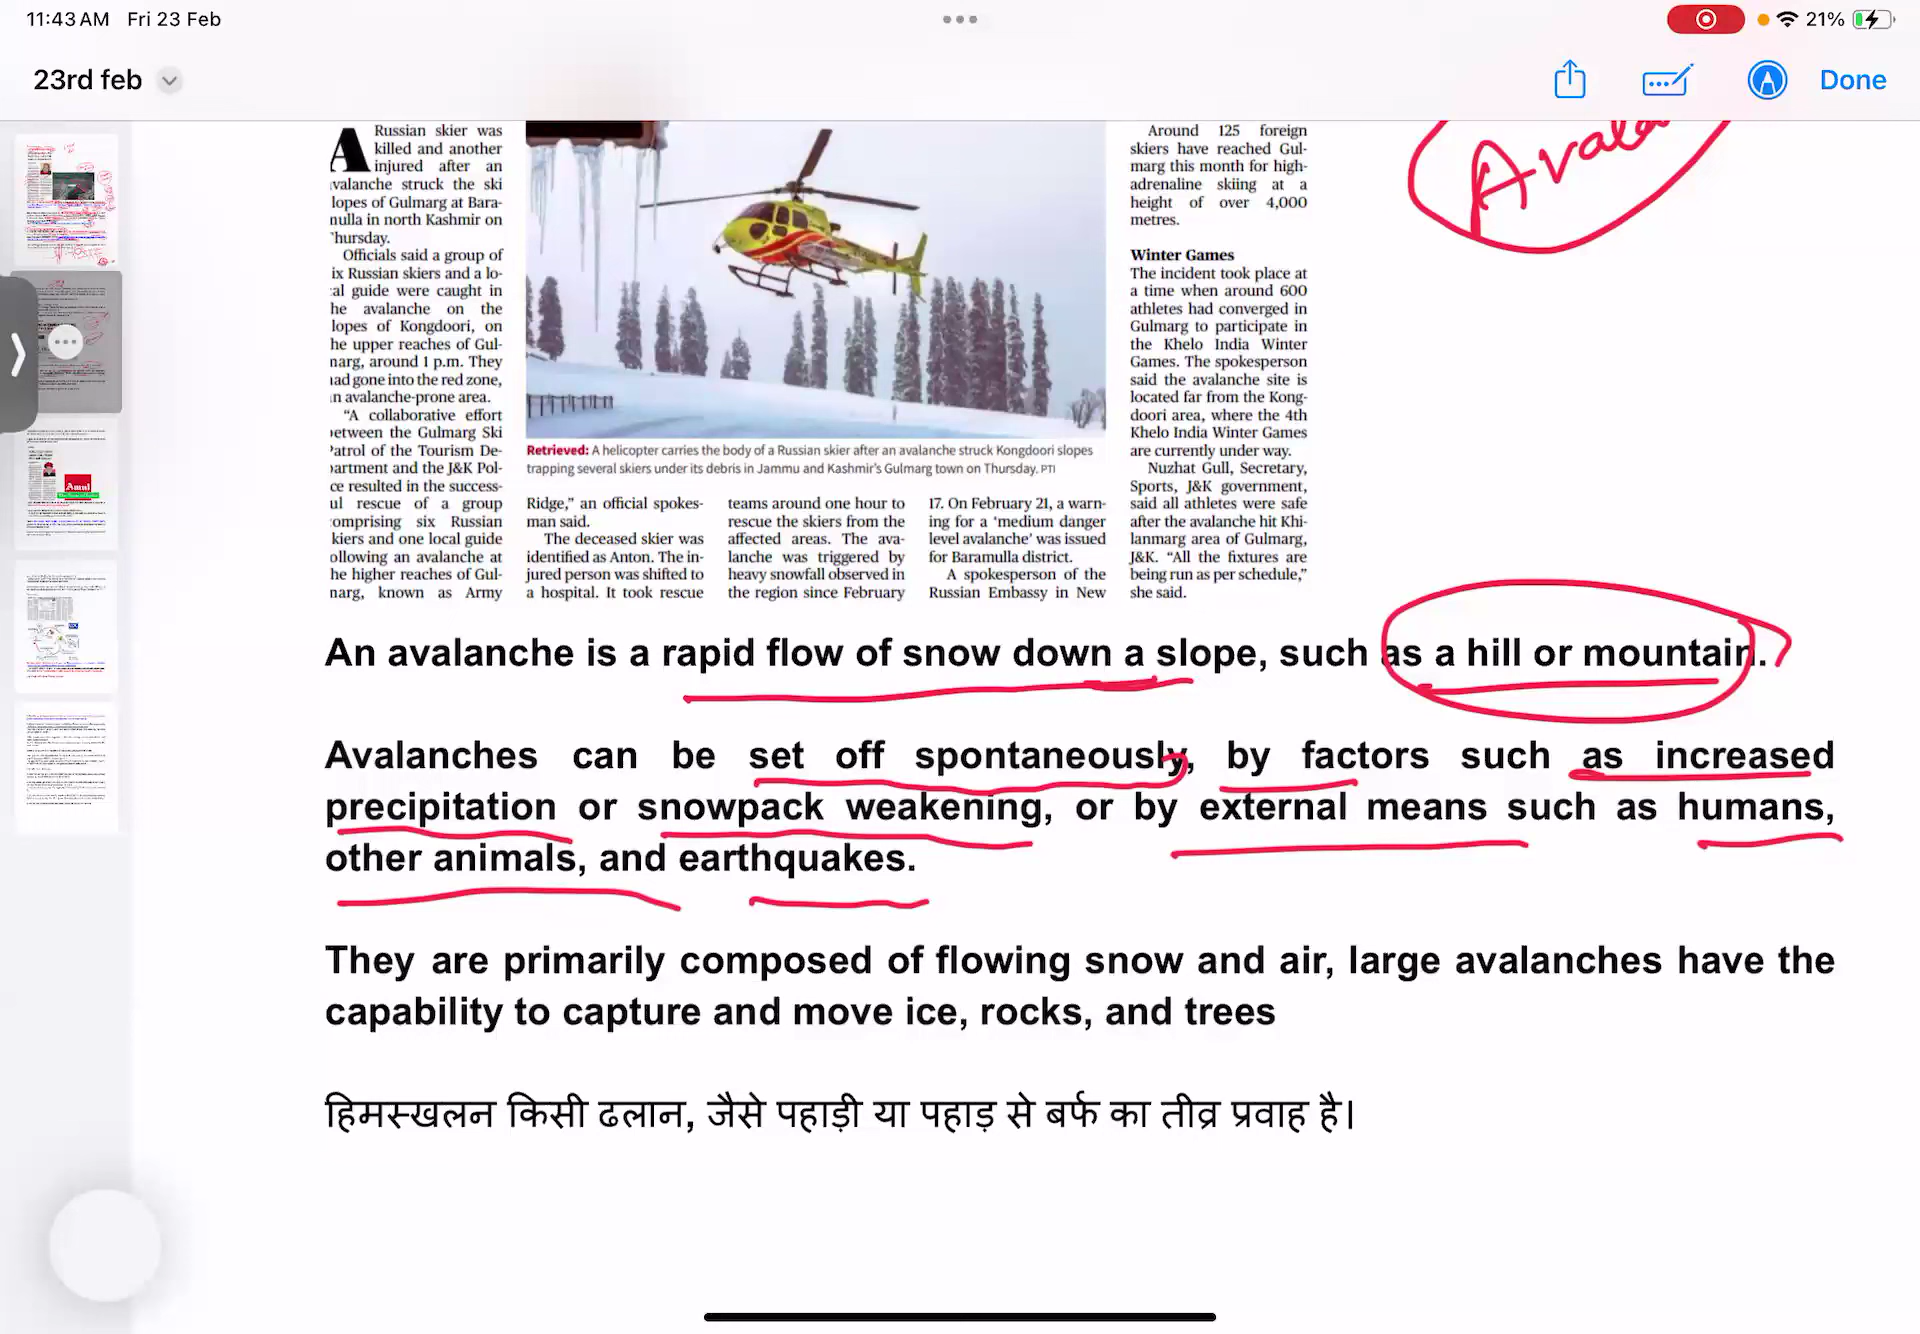 11:43 AM Fri 23 Feb
21%
23rd feb
Done
A Russian skier was
killed and another
injured after an
valanche struck the ski
lopes of Gulmarg at Bara-
nulla in north Kashmir on
Thursday.
Officials said a group of
ix Russian skiers and a lo-
al guide were caught in
he avalanche on the
lopes of Kongdoori, on
he upper reaches of Gul-
narg, around 1 p.m. They
ad gone into the red zone,
n avalanche-prone area.
“A collaborative effort
etween the Gulmarg Ski
Patrol of the Tourism De-
artment and the J&K Pol-
ce resulted in the success-
ul rescue of a group
omprising six Russian
kiers and one local guide
ollowing an avalanche at
he higher reaches of Gul-
narg, known as Army
Retrieved: A helicopter carries the body of a Russian skier after an avalanche struck Kongdoori slopes
trapping several skiers under its debris in Jammu and Kashmir’s Gulmarg town on Thursday. PTI
Ridge,” an official spokes-
man said.
The deceased skier was
identified as Anton. The in-
jured person was shifted to
a hospital. It took rescue
teams around one hour to
rescue the skiers from the
affected areas. The ava-
lanche was triggered by
heavy snowfall observed in
the region since February
17. On February 21, a warn-
ing for a ‘medium danger
level avalanche’ was issued
for Baramulla district.
A spokesperson of the
Russian Embassy in New
Around 125 foreign
skiers have reached Gul-
marg this month for high-
adrenaline skiing at a
height of over 4,000
metres.
Winter Games
The incident took place at
a time when around 600
athletes had converged in
Gulmarg to participate in
the Khelo India Winter
Games. The spokesperson
said the avalanche site is
located far from the Kong-
doori area, where the 4th
Khelo India Winter Games
are currently under way.
Nuzhat Gull, Secretary,
Sports, J&K government,
said all athletes were safe
after the avalanche hit Khi-
lanmarg area of Gulmarg,
J&K. “All the fixtures are
being run as per schedule,”
she said.
Avala
An avalanche is a rapid flow of snow down a slope, such as a hill or mountain.
Avalanches can be set off spontaneously, by factors such as increased
precipitation or snowpack weakening, or by external means such as humans,
other animals, and earthquakes.
They are primarily composed of flowing snow and air, large avalanches have the
capability to capture and move ice, rocks, and trees
हिमस्खलन किसी ढलान, जैसे पहाड़ी या पहाड़ से बर्फ का तीव्र प्रवाह है।
Amul